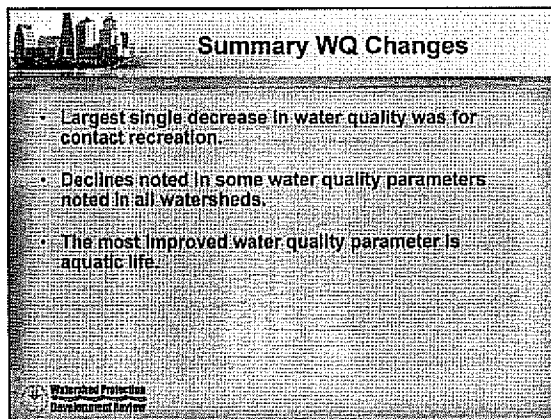 Summary WQ Changes
· Largest single decrease in water quality was for
contact recreation.
· Declines noted in some water quality parameters
noted in all watersheds.
· The most improved water quality parameter is
aquatic life.
Watershed Protection
Development Review